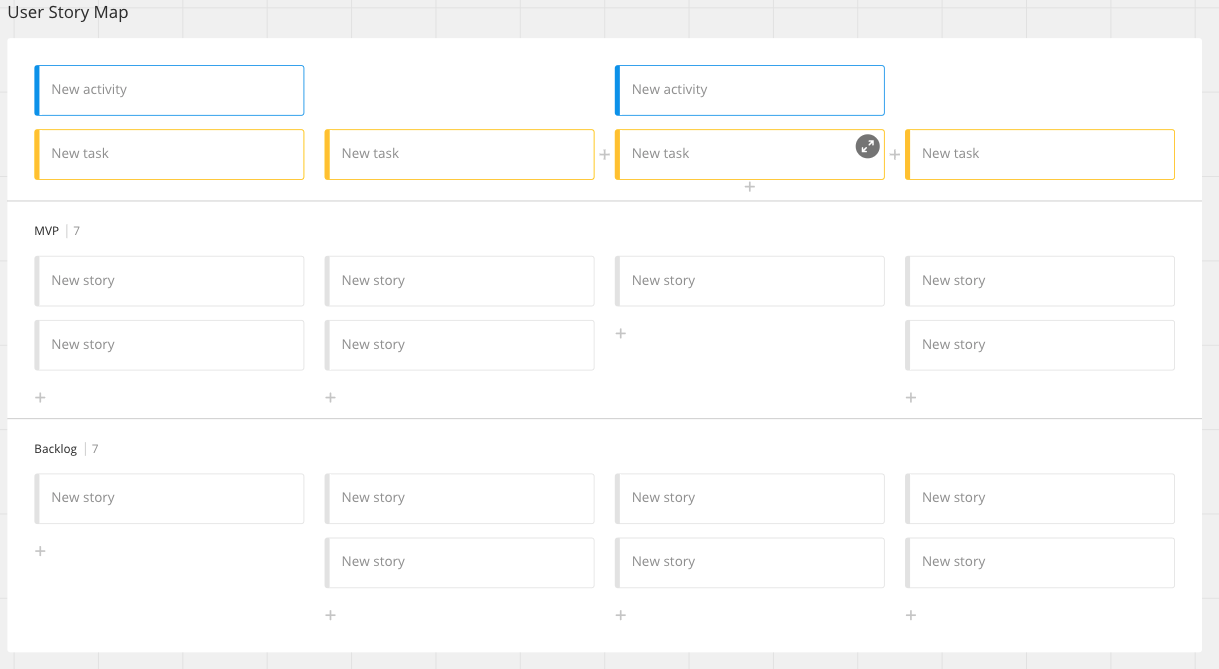 User Story Map
New activity New activity
New task New task + New task + New task
+
MVP | 7
New story New story New story New story
New story New story + New story
+ + +
Backlog | 7
New story New story New story New story
+ New story New story New story
+ + +